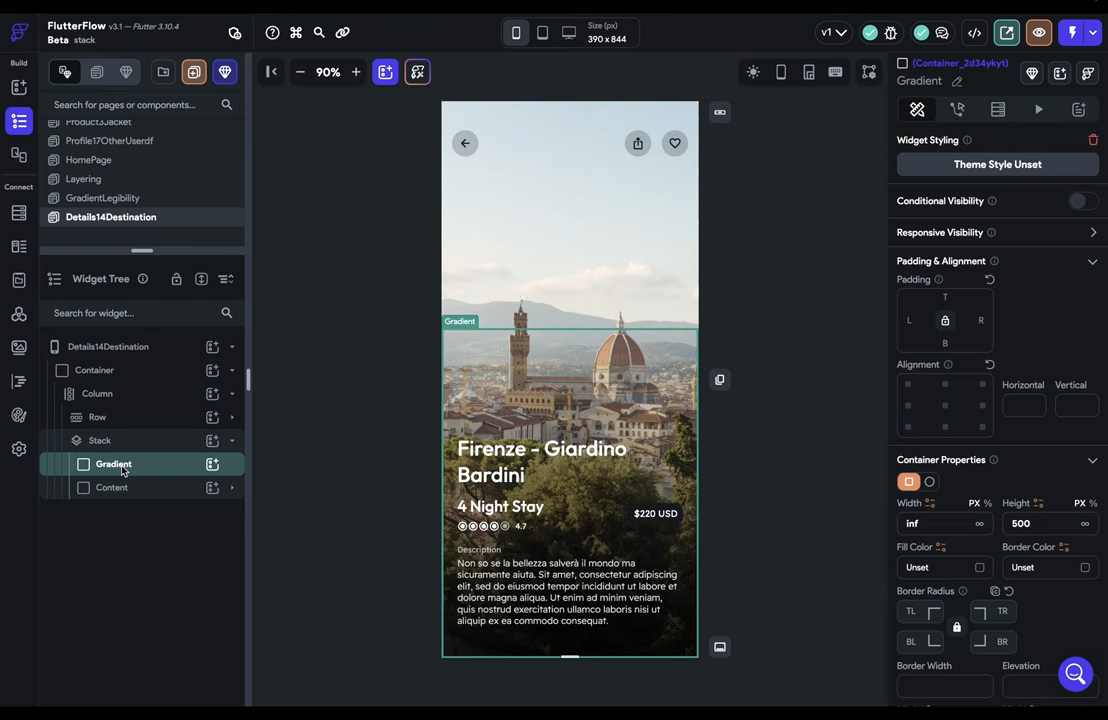 FlutterFlow v3.1 – Flutter 3.10.4
Beta stack
Size (px)
390 x 844
v1
Build
Connect
Search for pages or components...
Product3Jacket
Profile17OtherUserdf
HomePage
Layering
GradientLegibility
Details14Destination
Widget Tree
Search for widget...
Details14Destination
Container
Column
Row
Stack
Gradient
Content
90%
Gradient
Firenze - Giardino
Bardini
4 Night Stay
$220 USD
4.7
Description
Non so se la bellezza salverà il mondo ma
sicuramente aiuta. Sit amet, consectetur adipiscing
elit, sed do eiusmod tempor incididunt ut labore et
dolore magna aliqua. Ut enim ad minim veniam,
quis nostrud exercitation ullamco laboris nisi ut
aliquip ex ea commodo consequat.
(Container_2d34ykyt)
Gradient
Widget Styling
Theme Style Unset
Conditional Visibility
Responsive Visibility
Padding & Alignment
Padding
T
L R
B
Alignment
Horizontal Vertical
Container Properties
Width PX % Height PX %
inf ∞ 500 ∞
Fill Color Border Color
Unset Unset
Border Radius
TL TR
BL BR
Border Width Elevation